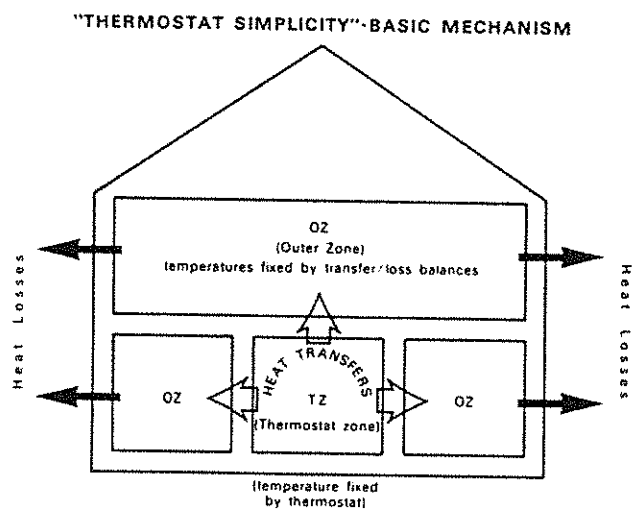 "THERMOSTAT SIMPLICITY"·BASIC MECHANISM
OZ
(Outer Zone)
temperatures fixed by transfer/loss balances
Heat Losses
Heat Losses
HEAT TRANSFERS
OZ
TZ
OZ
(Thermostat zone)
(temperature fixed
by thermostat)